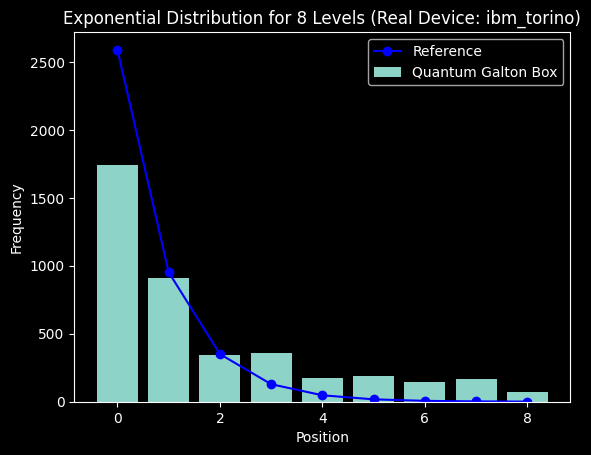 Exponential Distribution for 8 Levels (Real Device: ibm_torino)
Reference
Quantum Galton Box
2500
2000
1500
1000
500
0
Frequency
0 2 4 6 8
Position